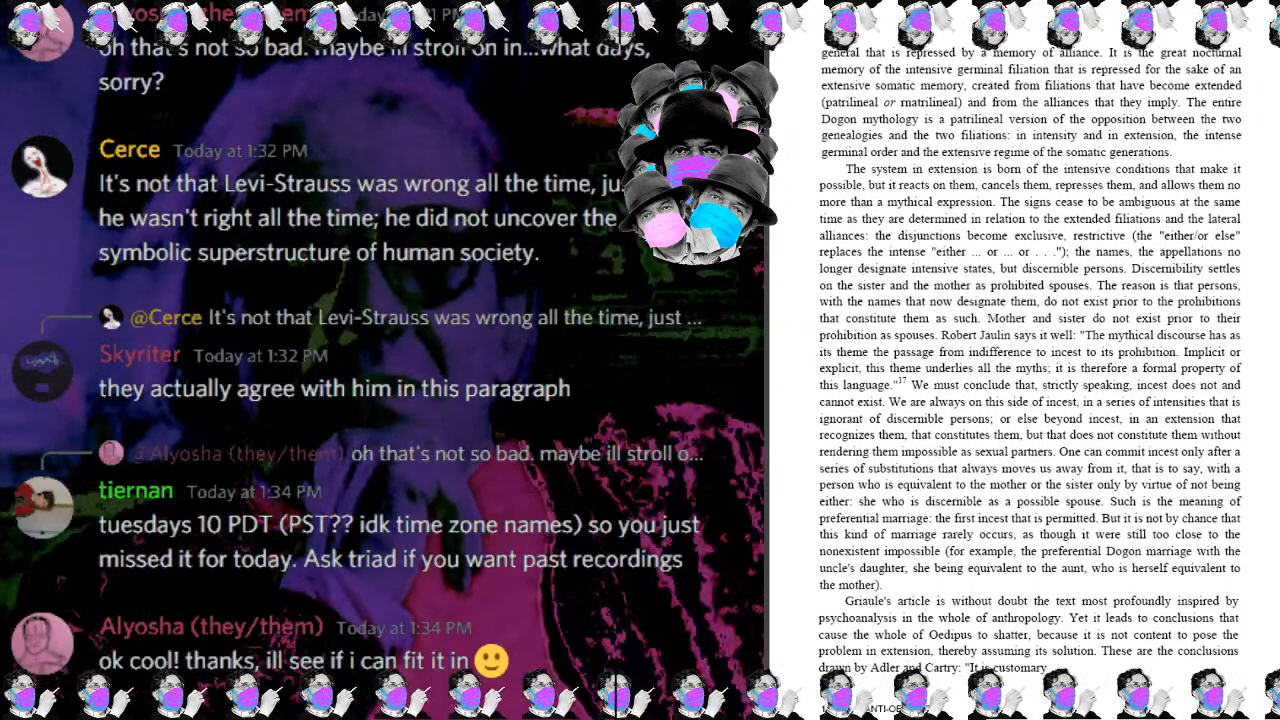 Alyosha (they/them) Today at 1:31 PM
oh that's not so bad. maybe ill stroll on in...what days,
sorry?
Cerce Today at 1:32 PM
It's not that Levi-Strauss was wrong all the time,
he wasn't right all the time; he did not uncover the
symbolic superstructure of human society.
@Cerce It's not that Levi-Strauss was wrong all the time, just ...
Skyriter Today at 1:32 PM
they actually agree with him in this paragraph
@Alyosha (they/them) oh that's not so bad. maybe ill stroll o...
tiernan Today at 1:34 PM
tuesdays 10 PDT (PST?? idk time zone names) so you just
missed it for today. Ask triad if you want past recordings
Alyosha (they/them) Today at 1:34 PM
ok cool! thanks, ill see if i can fit it in
general that is repressed by a memory of alliance. It is the great nocturnal
memory of the intensive germinal filiation that is repressed for the sake of an
extensive somatic memory, created from filiations that have become extended
(patrilineal or rnatrilineal) and from the alliances that they imply. The entire
Dogon mythology is a patrilineal version of the opposition between the two
genealogies and the two filiations: in intensity and in extension, the intense
germinal order and the extensive regime of the somatic generations.
The system in extension is born of the intensive conditions that make it
possible, but it reacts on them, cancels them, represses them, and allows them no
more than a mythical expression. The signs cease to be ambiguous at the same
time as they are determined in relation to the extended filiations and the lateral
alliances: the disjunctions become exclusive, restrictive (the "either/or else"
replaces the intense "either ... or ... or . . ."); the names, the appellations no
longer designate intensive states, but discernible persons. Discernibility settles
on the sister and the mother as prohibited spouses. The reason is that persons,
with the names that now designate them, do not exist prior to the prohibitions
that constitute them as such. Mother and sister do not exist prior to their
prohibition as spouses. Robert Jaulin says it well: "The mythical discourse has as
its theme the passage from indifference to incest to its prohibition. Implicit or
explicit, this theme underlies all the myths; it is therefore a formal property of
this language."17 We must conclude that, strictly speaking, incest does not and
cannot exist. We are always on this side of incest, in a series of intensities that is
ignorant of discernible persons; or else beyond incest, in an extension that
recognizes them, that constitutes them, but that does not constitute them without
rendering them impossible as sexual partners. One can commit incest only after a
series of substitutions that always moves us away from it, that is to say, with a
person who is equivalent to the mother or the sister only by virtue of not being
either: she who is discernible as a possible spouse. Such is the meaning of
preferential marriage: the first incest that is permitted. But it is not by chance that
this kind of marriage rarely occurs, as though it were still too close to the
nonexistent impossible (for example, the preferential Dogon marriage with the
uncle's daughter, she being equivalent to the aunt, who is herself equivalent to
the mother).
Griaule's article is without doubt the text most profoundly inspired by
psychoanalysis in the whole of anthropology. Yet it leads to conclusions that
cause the whole of Oedipus to shatter, because it is not content to pose the
problem in extension, thereby assuming its solution. These are the conclusions
drawn by Adler and Cartry: "It is customary